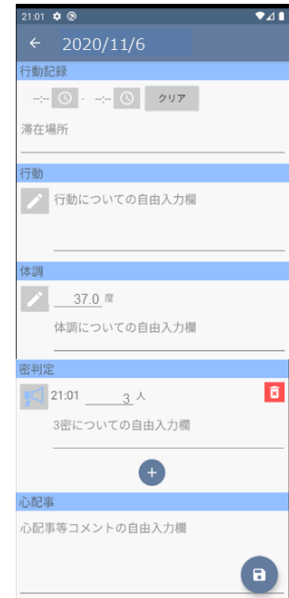 21:01
2020/11/6
行動記録
--:-- - --:-- クリア
滞在場所
行動
行動についての自由入力欄
体調
37.0 度
体調についての自由入力欄
密判定
21:01 3 人
3密についての自由入力欄
心配事
心配事等コメントの自由入力欄